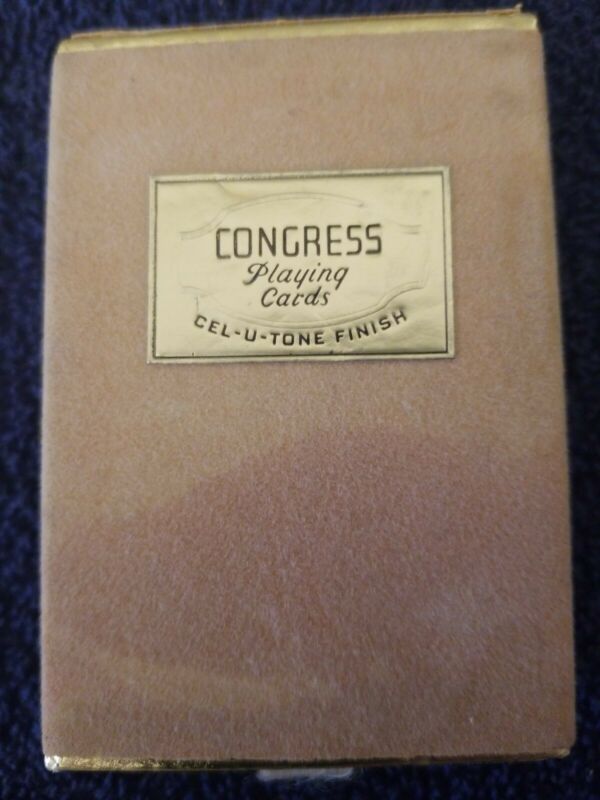 CONGRESS
Playing
Cards
CEL-U-TONE FINISH